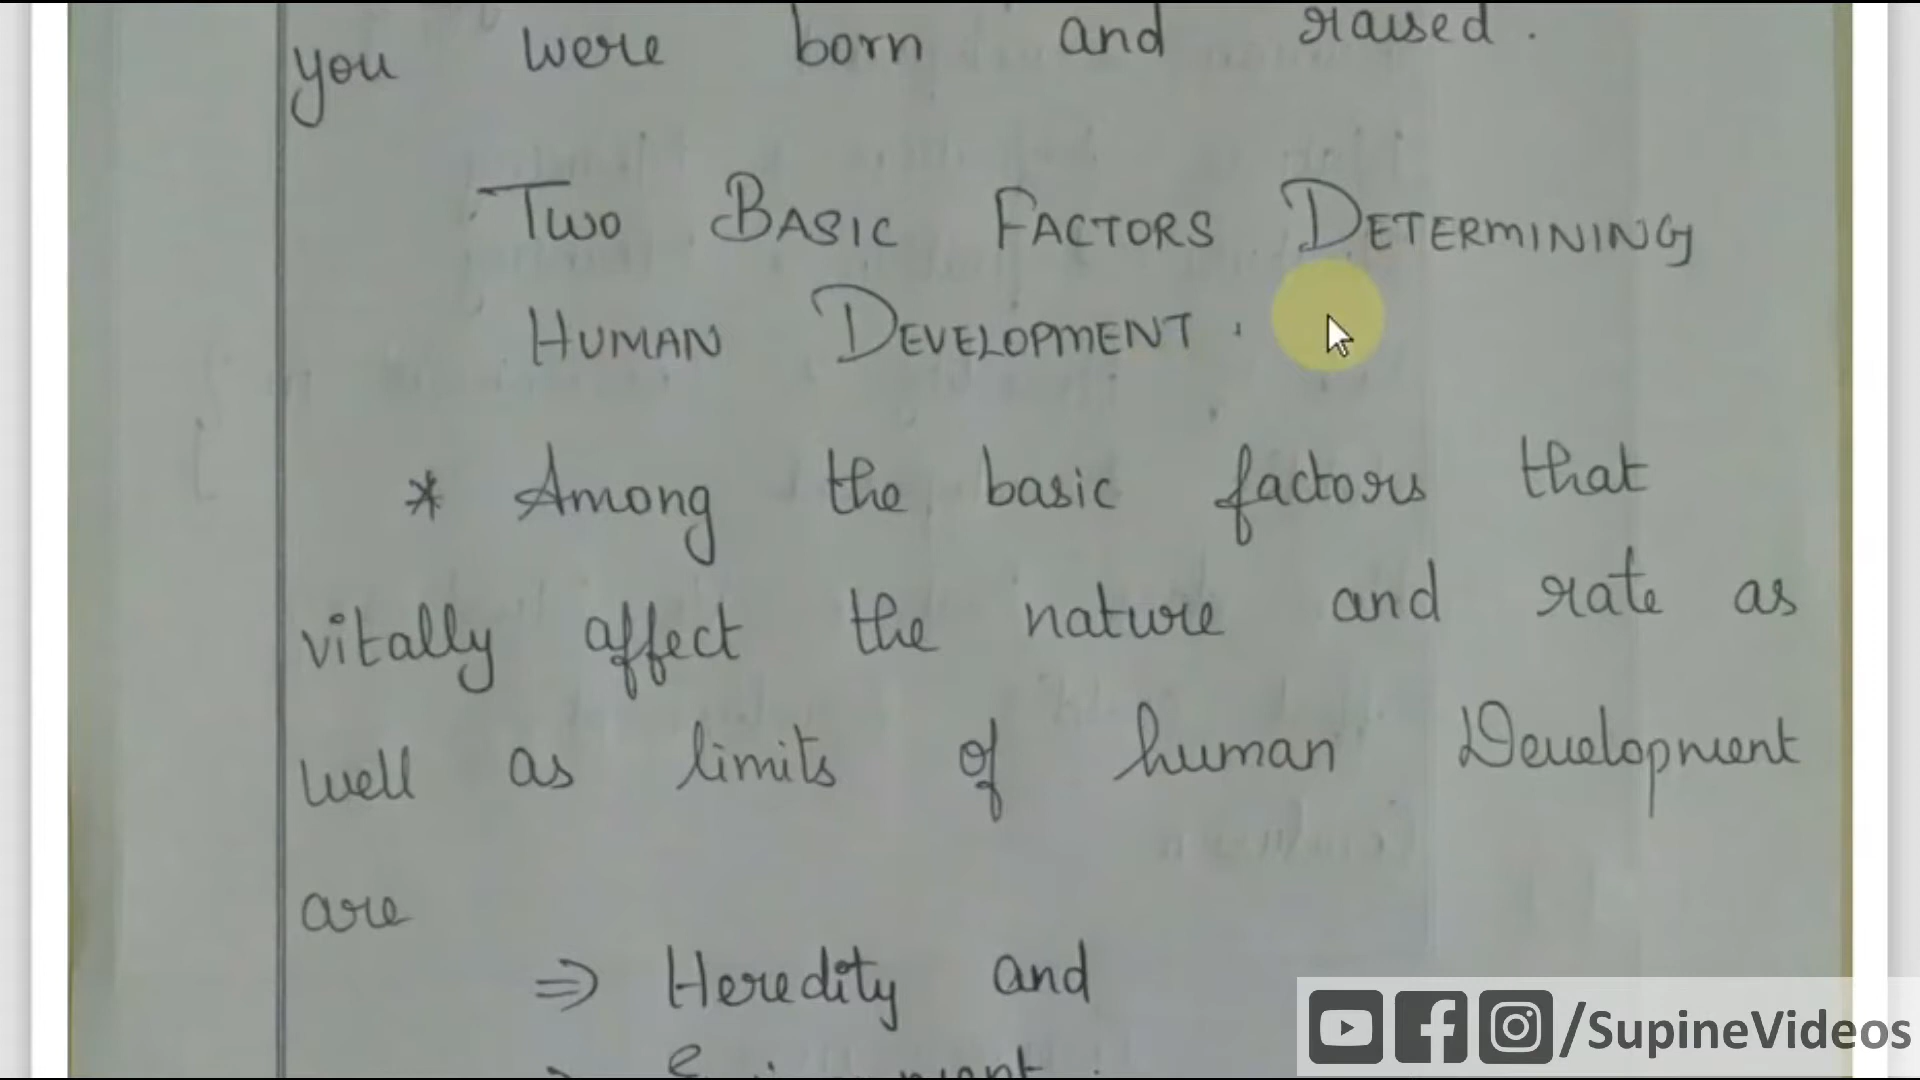 you were born and raised.
TWO BASIC FACTORS DETERMINING
HUMAN DEVELOPMENT.
* Among the basic factors that
vitally affect the nature and rate as
well as limits of human Development
are
⇒ Heredity and
/SupineVideos